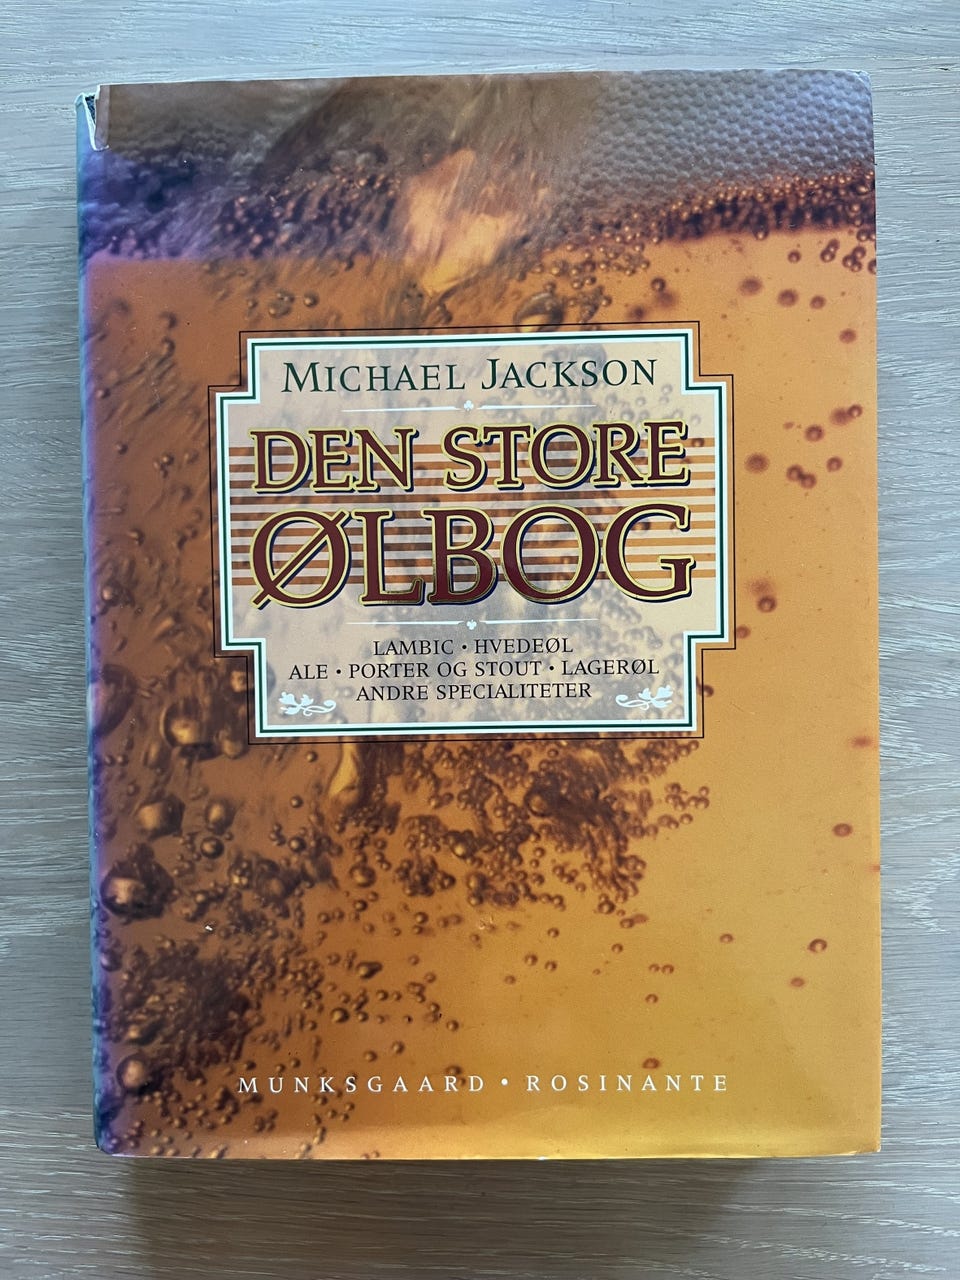 MICHAEL JACKSON
DEN STORE
ØLBOG
LAMBIC • HVEDEØL
ALE • PORTER OG STOUT • LAGERØL
ANDRE SPECIALITETER
MUNKSGAARD • ROSINANTE